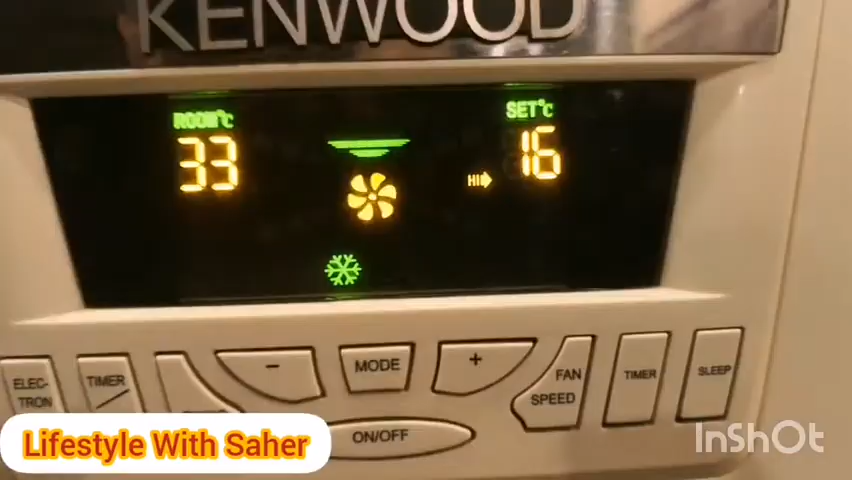 KENWOOD
ROOM°C
SET°C
33
16
HI
ELEC-
TRON
TIMER
-
MODE
+
FAN
SPEED
TIMER
SLEEP
ON/OFF
Lifestyle With Saher
InShOt